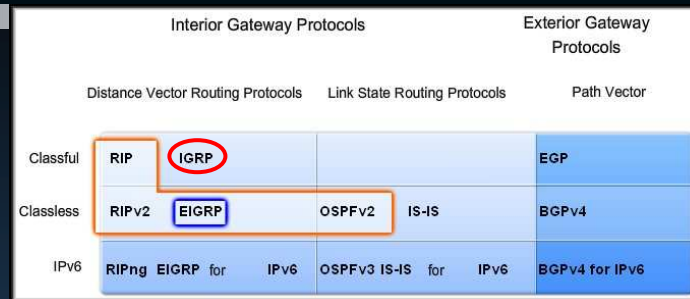 Interior Gateway Protocols
Exterior Gateway
Protocols
Distance Vector Routing Protocols
Link State Routing Protocols
Path Vector
Classful
RIP
IGRP
EGP
Classless
RIPv2
EIGRP
OSPFv2
IS-IS
BGPv4
IPv6
RIPng
EIGRP for IPv6
OSPFv3
IS-IS for IPv6
BGPv4 for IPv6